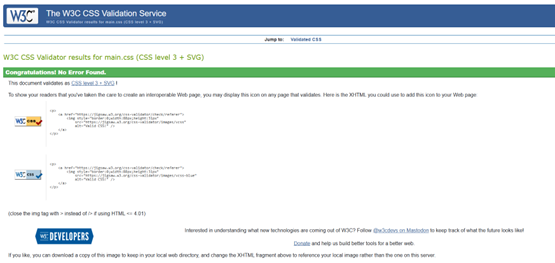 W3C The W3C CSS Validation Service
W3C CSS Validator results for main.css (CSS level 3 + SVG)
Jump to: Validated CSS
W3C CSS Validator results for main.css (CSS level 3 + SVG)
Congratulations! No Error Found.
This document validates as CSS level 3 + SVG !
To show your readers that you've taken the care to create an interoperable Web page, you may display this icon on any page that validates. Here is the XHTML you could use to add this icon to your Web page:
W3C css
<p>
<a href="https://jigsaw.w3.org/css-validator/check/referer">
<img style="border:0;width:88px;height:31px"
src="https://jigsaw.w3.org/css-validator/images/vcss"
alt="Valid CSS!" />
</a>
</p>
W3C css
<p>
<a href="https://jigsaw.w3.org/css-validator/check/referer">
<img style="border:0;width:88px;height:31px"
src="https://jigsaw.w3.org/css-validator/images/vcss-blue"
alt="Valid CSS!" />
</a>
</p>
(close the img tag with > instead of /> if using HTML <= 4.01)
W3C DEVELOPERS
Interested in understanding what new technologies are coming out of W3C? Follow @w3cdevs on Mastodon to keep track of what the future looks like!
Donate and help us build better tools for a better web.
If you like, you can download a copy of this image to keep in your local web directory, and change the XHTML fragment above to reference your local image rather than the one on this server.